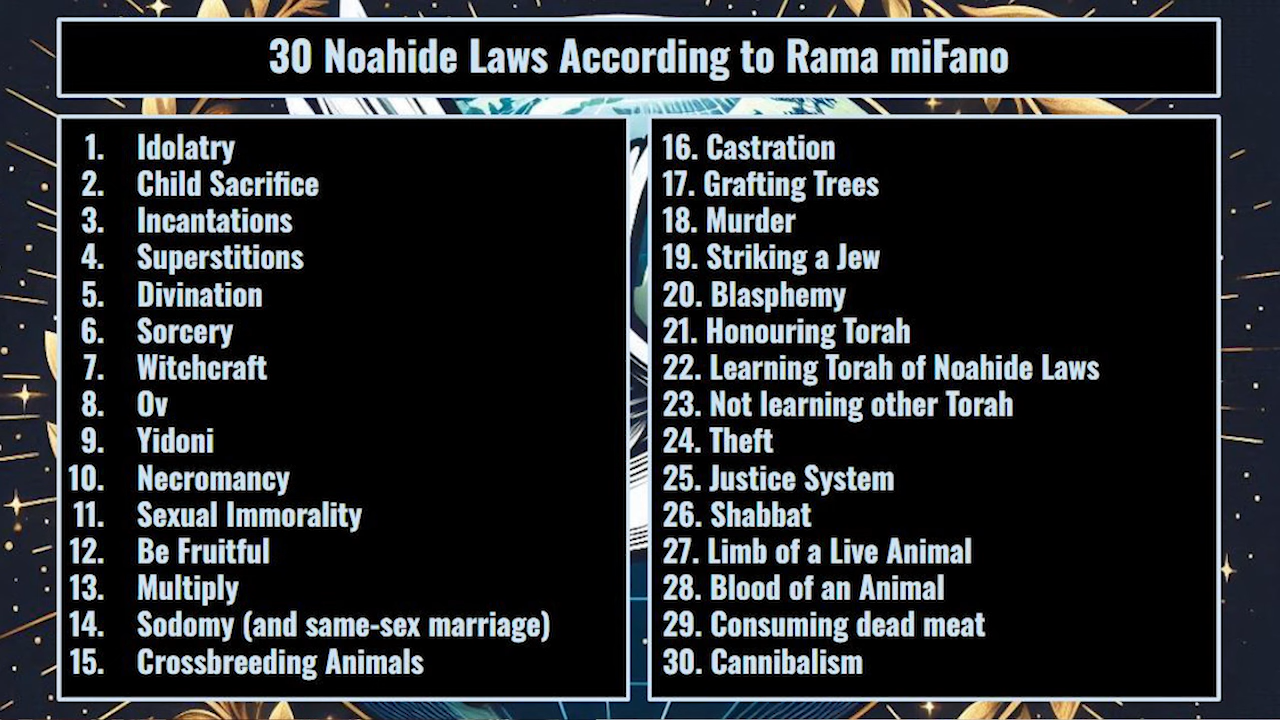 30 Noahide Laws According to Rama miFano
1. Idolatry
2. Child Sacrifice
3. Incantations
4. Superstitions
5. Divination
6. Sorcery
7. Witchcraft
8. Ov
9. Yidoni
10. Necromancy
11. Sexual Immorality
12. Be Fruitful
13. Multiply
14. Sodomy (and same-sex marriage)
15. Crossbreeding Animals
16. Castration
17. Grafting Trees
18. Murder
19. Striking a Jew
20. Blasphemy
21. Honouring Torah
22. Learning Torah of Noahide Laws
23. Not learning other Torah
24. Theft
25. Justice System
26. Shabbat
27. Limb of a Live Animal
28. Blood of an Animal
29. Consuming dead meat
30. Cannibalism